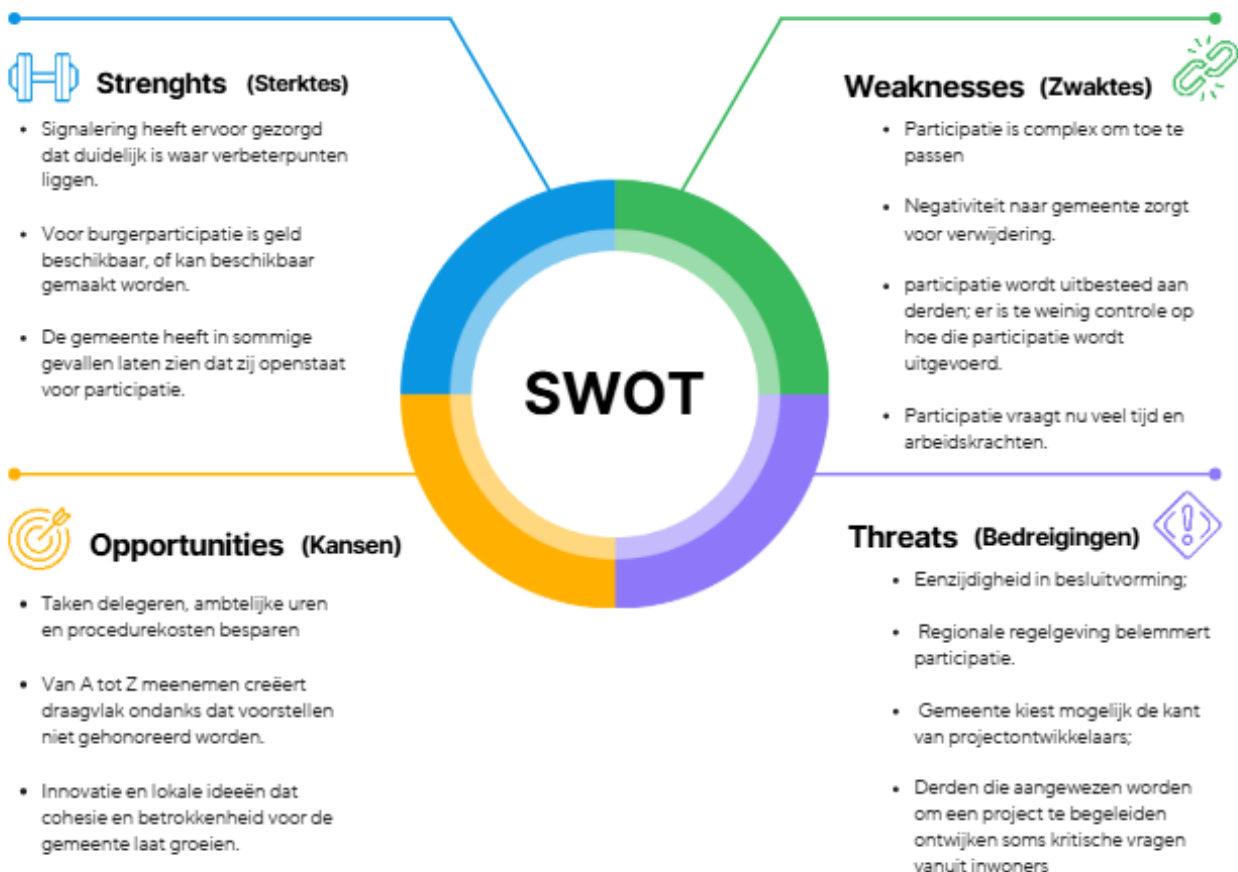 Strenghts (Sterktes)
• Signalering heeft ervoor gezorgd
dat duidelijk is waar verbeterpunten
liggen.
• Voor burgerparticipatie is geld
beschikbaar, of kan beschikbaar
gemaakt worden.
• De gemeente heeft in sommige
gevallen laten zien dat zij openstaat
voor participatie.
Weaknesses (Zwaktes)
• Participatie is complex om toe te
passen
• Negativiteit naar gemeente zorgt
voor verwijdering.
• participatie wordt uitbesteed aan
derden; er is te weinig controle op
hoe die participatie wordt
uitgevoerd.
• Participatie vraagt nu veel tijd en
arbeidskrachten.
SWOT
Opportunities (Kansen)
• Taken delegeren, ambtelijke uren
en procedurekosten besparen
• Van A tot Z meenemen creëert
draagvlak ondanks dat voorstellen
niet gehonoreerd worden.
• Innovatie en lokale ideeën dat
cohesie en betrokkenheid voor de
gemeente laat groeien.
Threats (Bedreigingen)
• Eenzijdigheid in besluitvorming;
• Regionale regelgeving belemmert
participatie.
• Gemeente kiest mogelijk de kant
van projectontwikkelaars;
• Derden die aangewezen worden
om een project te begeleiden
ontwijken soms kritische vragen
vanuit inwoners